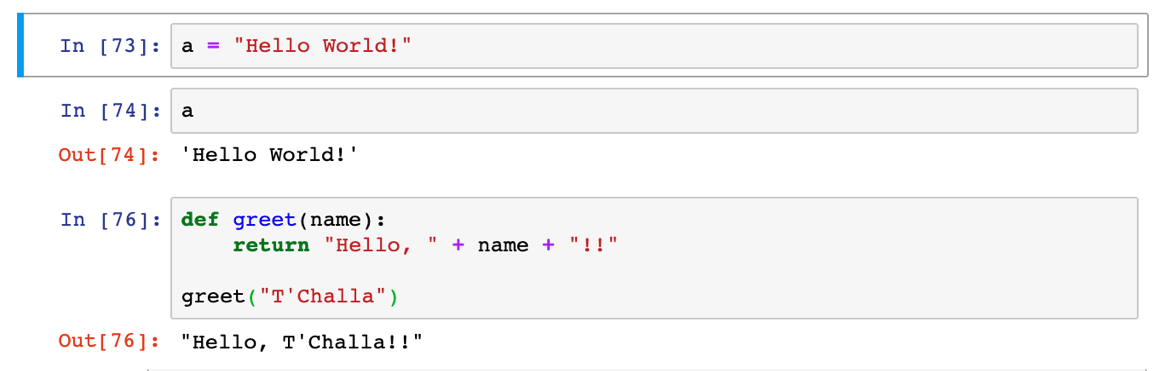 In [73]: a = "Hello World!"
In [74]: a
Out[74]: 'Hello World!'
In [76]: def greet(name):
    return "Hello, " + name + "!!"
greet("T'Challa")
Out[76]: "Hello, T'Challa!!"